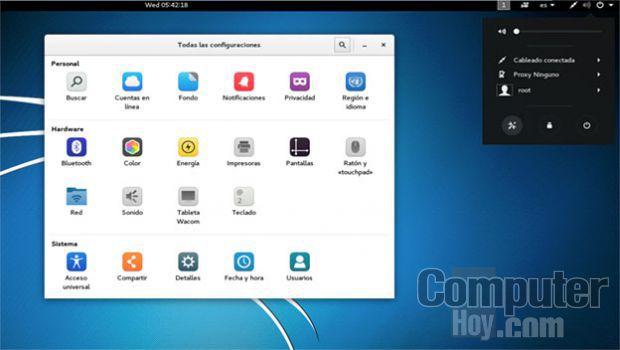 Wed 05:42:18
1
es
Todas las configuraciones
Personal
Buscar
Cuentas en línea
Fondo
Notificaciones
Privacidad
Región e idioma
Hardware
Bluetooth
Color
Energía
Impresoras
Pantallas
Ratón y «touchpad»
Red
Sonido
Tableta Wacom
@ 2
Teclado
Sistema
Acceso universal
Compartir
Detalles
Fecha y hora
Usuarios
Cableado conectada
Proxy Ninguno
root
Computer
Hoy.com